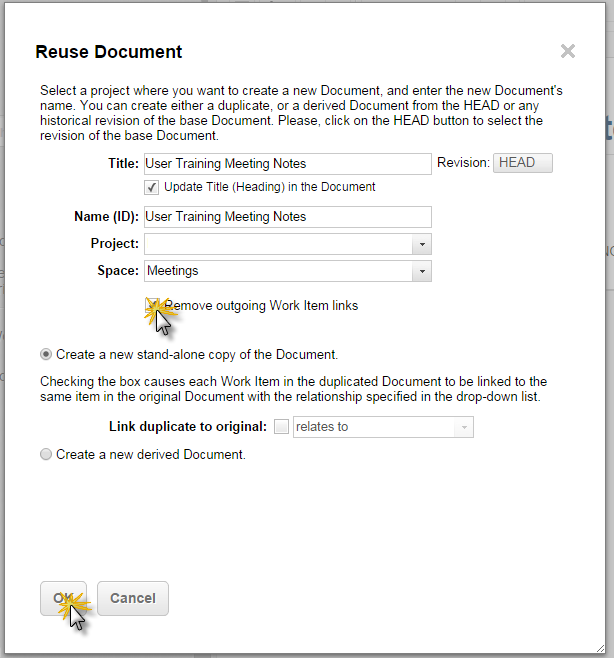 Reuse Document
Select a project where you want to create a new Document, and enter the new Document's
name. You can create either a duplicate, or a derived Document from the HEAD or any
historical revision of the base Document. Please, click on the HEAD button to select the
revision of the base Document.
Title: User Training Meeting Notes Revision: HEAD
Update Title (Heading) in the Document
Name (ID): User Training Meeting Notes
Project:
Space: Meetings
Remove outgoing Work Item links
Create a new stand-alone copy of the Document.
Checking the box causes each Work Item in the duplicated Document to be linked to the
same item in the original Document with the relationship specified in the drop-down list.
Link duplicate to original: relates to
Create a new derived Document.
OK Cancel